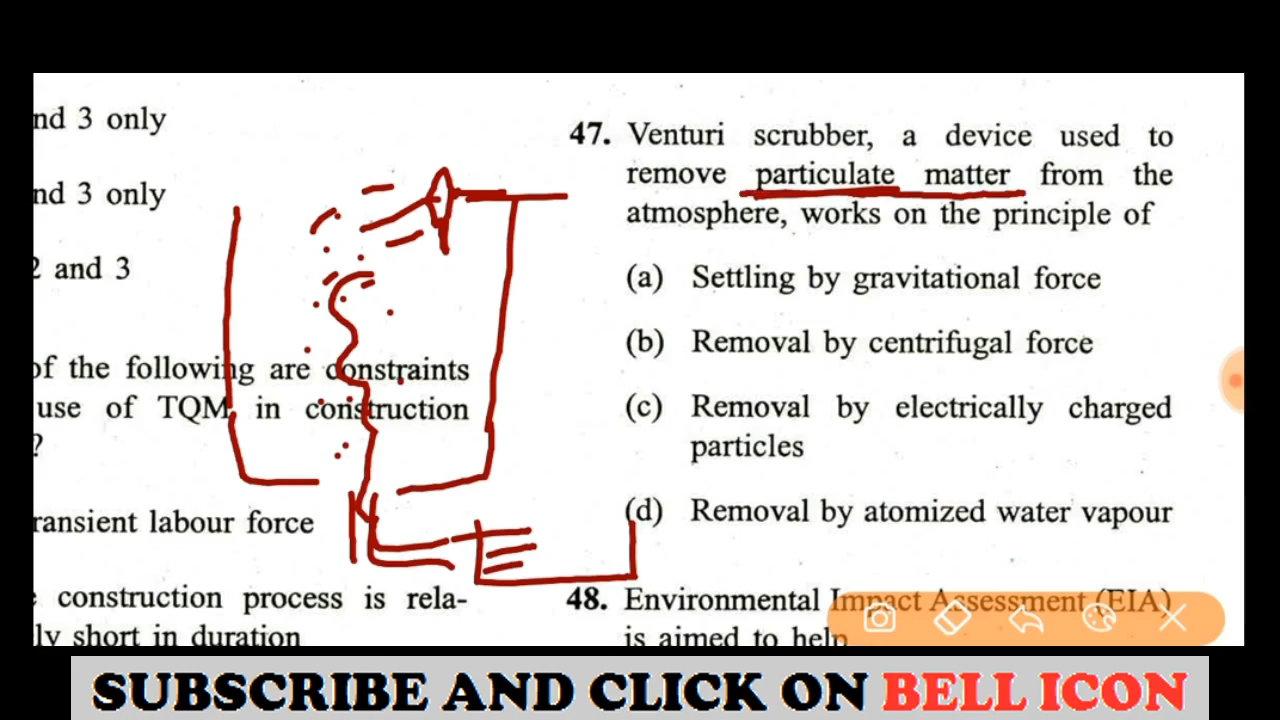 nd 3 only
nd 3 only
2 and 3
of the following are constraints
use of TQM in construction
?
ransient labour force
construction process is rela-
ly short in duration
47. Venturi scrubber, a device used to
remove particulate matter from the
atmosphere, works on the principle of
(a) Settling by gravitational force
(b) Removal by centrifugal force
(c) Removal by electrically charged
particles
(d) Removal by atomized water vapour
48. Environmental Impact Assessment (EIA)
is aimed to help
SUBSCRIBE AND CLICK ON BELL ICON